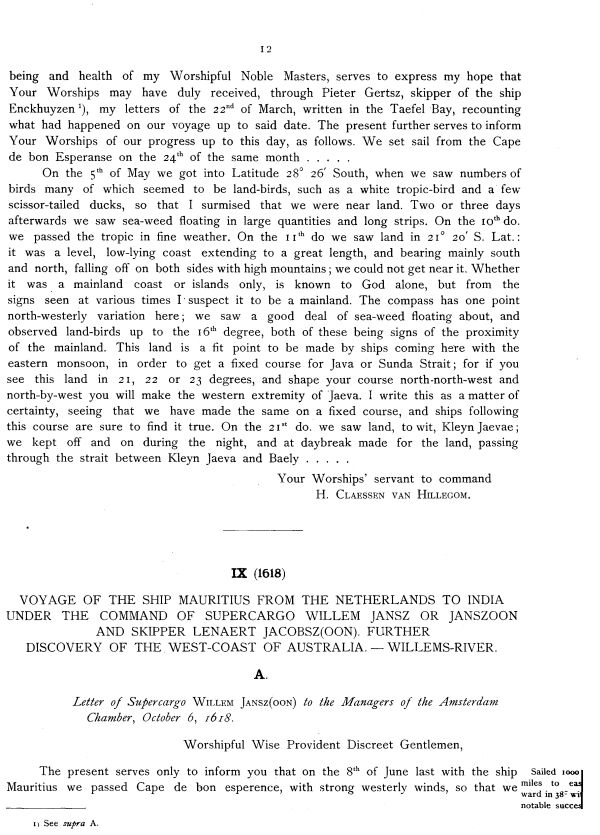 12
being and health of my Worshipful Noble Masters, serves to express my hope that
Your Worships may have duly received, through Pieter Gertsz, skipper of the ship
Enckhuyzen ¹), my letters of the 22nd of March, written in the Taefel Bay, recounting
what had happened on our voyage up to said date. The present further serves to inform
Your Worships of our progress up to this day, as follows. We set sail from the Cape
de bon Esperanse on the 24th of the same month . . . . .
On the 5th of May we got into Latitude 28° 26′ South, when we saw numbers of
birds many of which seemed to be land-birds, such as a white tropic-bird and a few
scissor-tailed ducks, so that I surmised that we were near land. Two or three days
afterwards we saw sea-weed floating in large quantities and long strips. On the 10th do.
we passed the tropic in fine weather. On the 11th do we saw land in 21° 20′ S. Lat.:
it was a level, low-lying coast extending to a great length, and bearing mainly south
and north, falling off on both sides with high mountains; we could not get near it. Whether
it was a mainland coast or islands only, is known to God alone, but from the
signs seen at various times I suspect it to be a mainland. The compass has one point
north-westerly variation here; we saw a good deal of sea-weed floating about, and
observed land-birds up to the 16th degree, both of these being signs of the proximity
of the mainland. This land is a fit point to be made by ships coming here with the
eastern monsoon, in order to get a fixed course for Java or Sunda Strait; for if you
see this land in 21, 22 or 23 degrees, and shape your course north-north-west and
north-by-west you will make the western extremity of Jaeva. I write this as a matter of
certainty, seeing that we have made the same on a fixed course, and ships following
this course are sure to find it true. On the 21st do. we saw land, to wit, Kleyn Jaevae;
we kept off and on during the night, and at daybreak made for the land, passing
through the strait between Kleyn Jaeva and Baely . . . . .
Your Worships' servant to command
H. Claessen van Hillegom.
IX (1618)
VOYAGE OF THE SHIP MAURITIUS FROM THE NETHERLANDS TO INDIA
UNDER THE COMMAND OF SUPERCARGO WILLEM JANSZ OR JANSZOON
AND SKIPPER LENAERT JACOBSZ(OON). FURTHER
DISCOVERY OF THE WEST-COAST OF AUSTRALIA. — WILLEMS-RIVER.
A.
Letter of Supercargo Willem Jansz(oon) to the Managers of the Amsterdam
Chamber, October 6, 1618.
Worshipful Wise Provident Discreet Gentlemen,
The present serves only to inform you that on the 8th of June last with the ship
Mauritius we passed Cape de bon esperence, with strong westerly winds, so that we
Sailed 1000
miles to eas
ward in 38°
notable succes
1) See supra A.